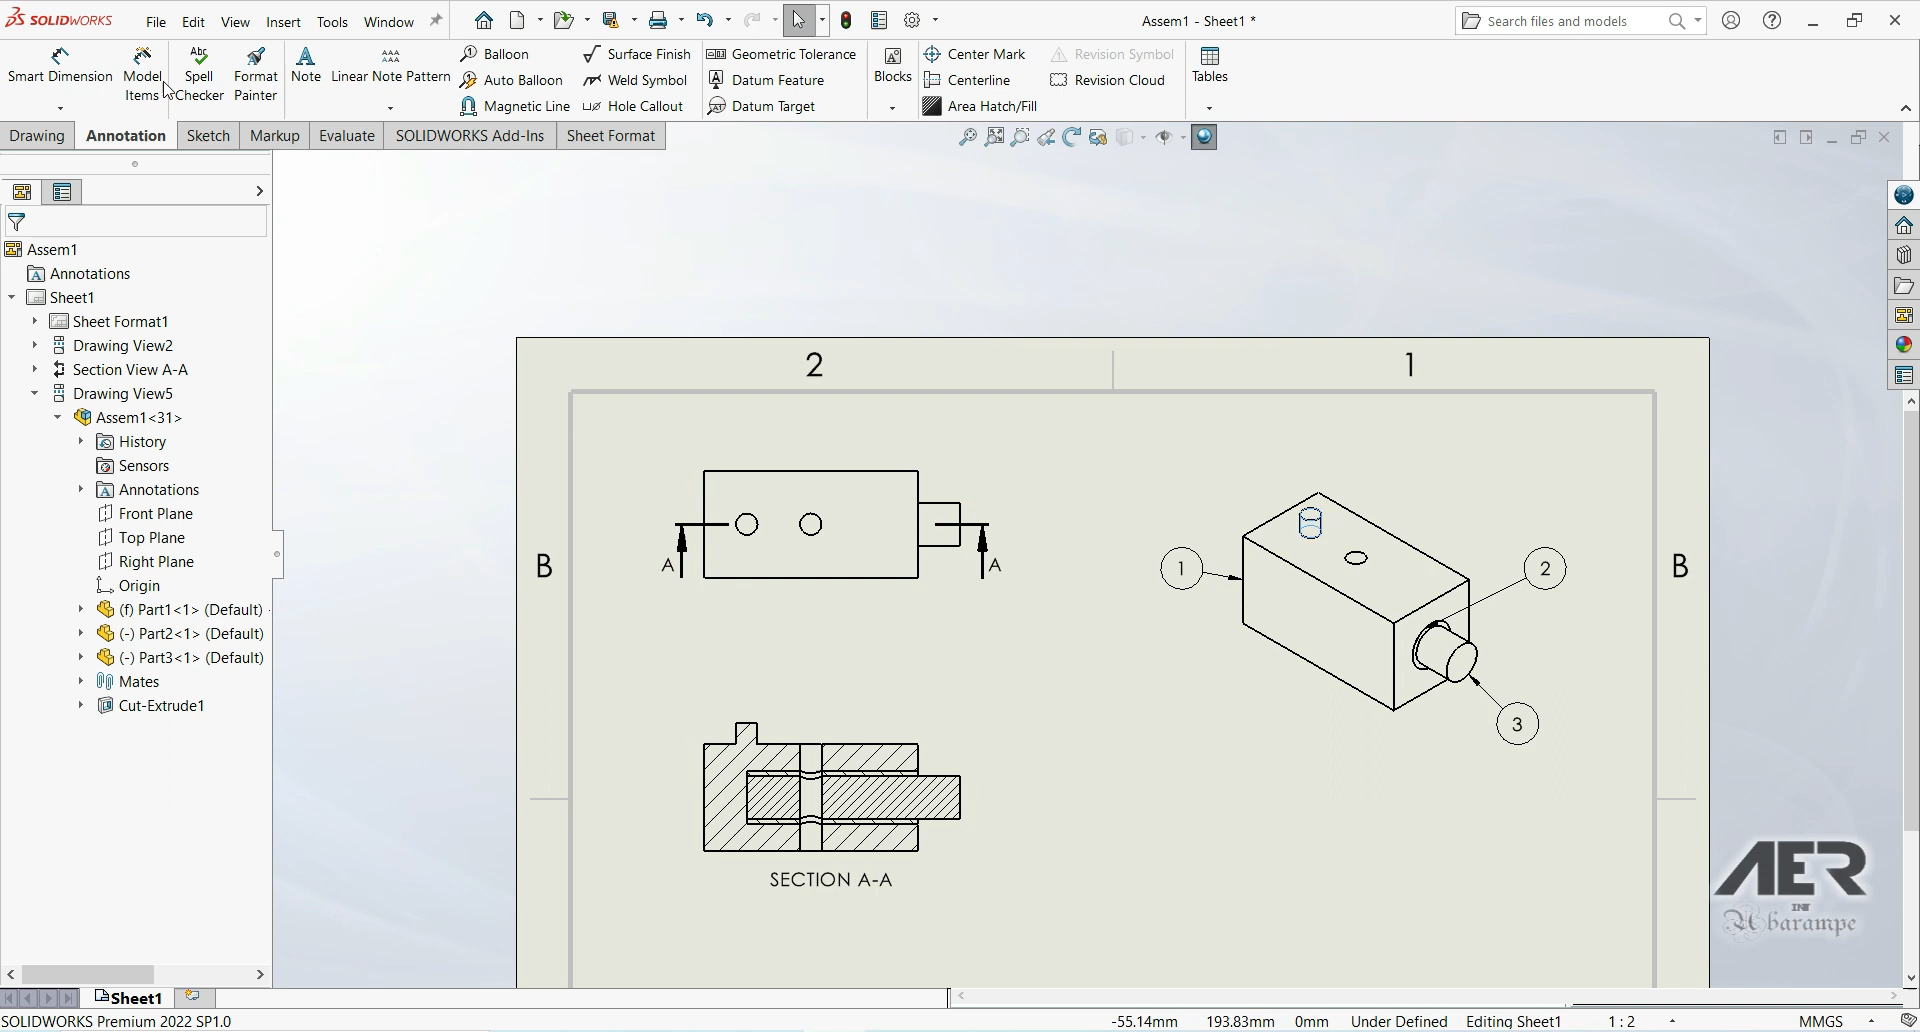 SOLIDWORKS File Edit View Insert Tools Window Assem1 - Sheet1 * Search files and models
Smart Dimension
Model Items
Spell Checker
Format Painter
Note
Linear Note Pattern
Balloon
Auto Balloon
Magnetic Line
Surface Finish
Weld Symbol
Hole Callout
Geometric Tolerance
Datum Feature
Datum Target
Blocks
Center Mark
Centerline
Area Hatch/Fill
Revision Symbol
Revision Cloud
Tables
Drawing Annotation Sketch Markup Evaluate SOLIDWORKS Add-Ins Sheet Format
Assem1
Annotations
Sheet1
Sheet Format1
Drawing View2
Section View A-A
Drawing View5
Assem1<31>
History
Sensors
Annotations
Front Plane
Top Plane
Right Plane
Origin
(f) Part1<1> (Default)
(-) Part2<1> (Default)
(-) Part3<1> (Default)
Mates
Cut-Extrude1
2 1
B B
A A
1 2
3
SECTION A-A
AER
INT
Abarampe
Sheet1
SOLIDWORKS Premium 2022 SP1.0 -55.14mm 193.83mm 0mm Under Defined Editing Sheet1 1 : 2 MMGS